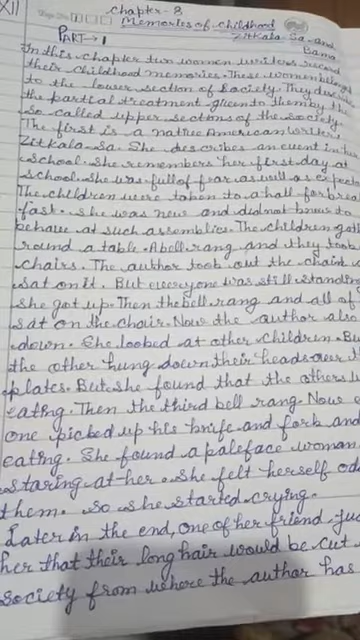 XII
chapter - 8
Memories of childhood
Zitkala-Sa and
Bama
PART - 1
In this chapter two women writers record
their childhood memories. These women belong
to the lower section of Society. They discuss
the partial treatment given to them by the
so called upper sections of the society.
The first is a native American writer
Zitkala-Sa. She describes an event in her
school. She remembers her first day at
school. She was full of fear as well as
The children were taken to a hall for brea
fast. She was new and did not know to
behave at such assemblies. The children gath
round a table. A bell rang and they took
chairs. The author took out the chair a
sat on it. But everyone was still standing
she got up. Then the bell rang and all of
sat on the chair. Now the author also
down. She looked at other children. Bu
the other hung down their heads over
plates. But she found that the others
eating. Then the third bell rang. Now e
one picked up his knife and fork and
eating. She found a paleface woman
staring at her. She felt herself od
them. so she started crying.
Later in the end, one of her friend, Jud
her that their long hair would be cut.
society from where the author has